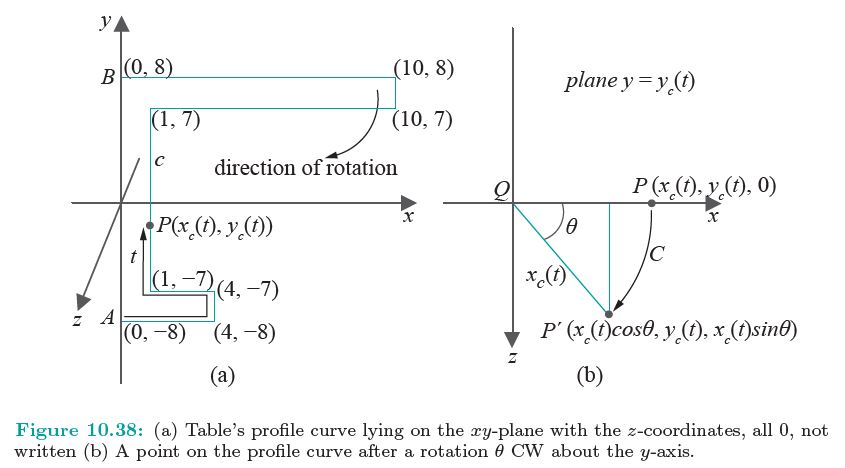 y
B
(0, 8)
(10, 8)
(1, 7)
(10, 7)
c
direction of rotation
x
P(x_c(t), y_c(t))
t
(1, −7)
(4, −7)
z
A
(0, −8)
(4, −8)
(a)
plane y = y_c(t)
Q
P (x_c(t), y_c(t), 0)
x
θ
C
x_c(t)
P′ (x_c(t)cosθ, y_c(t), x_c(t)sinθ)
z
(b)
Figure 10.38: (a) Table's profile curve lying on the xy-plane with the z-coordinates, all 0, not
written (b) A point on the profile curve after a rotation θ CW about the y-axis.